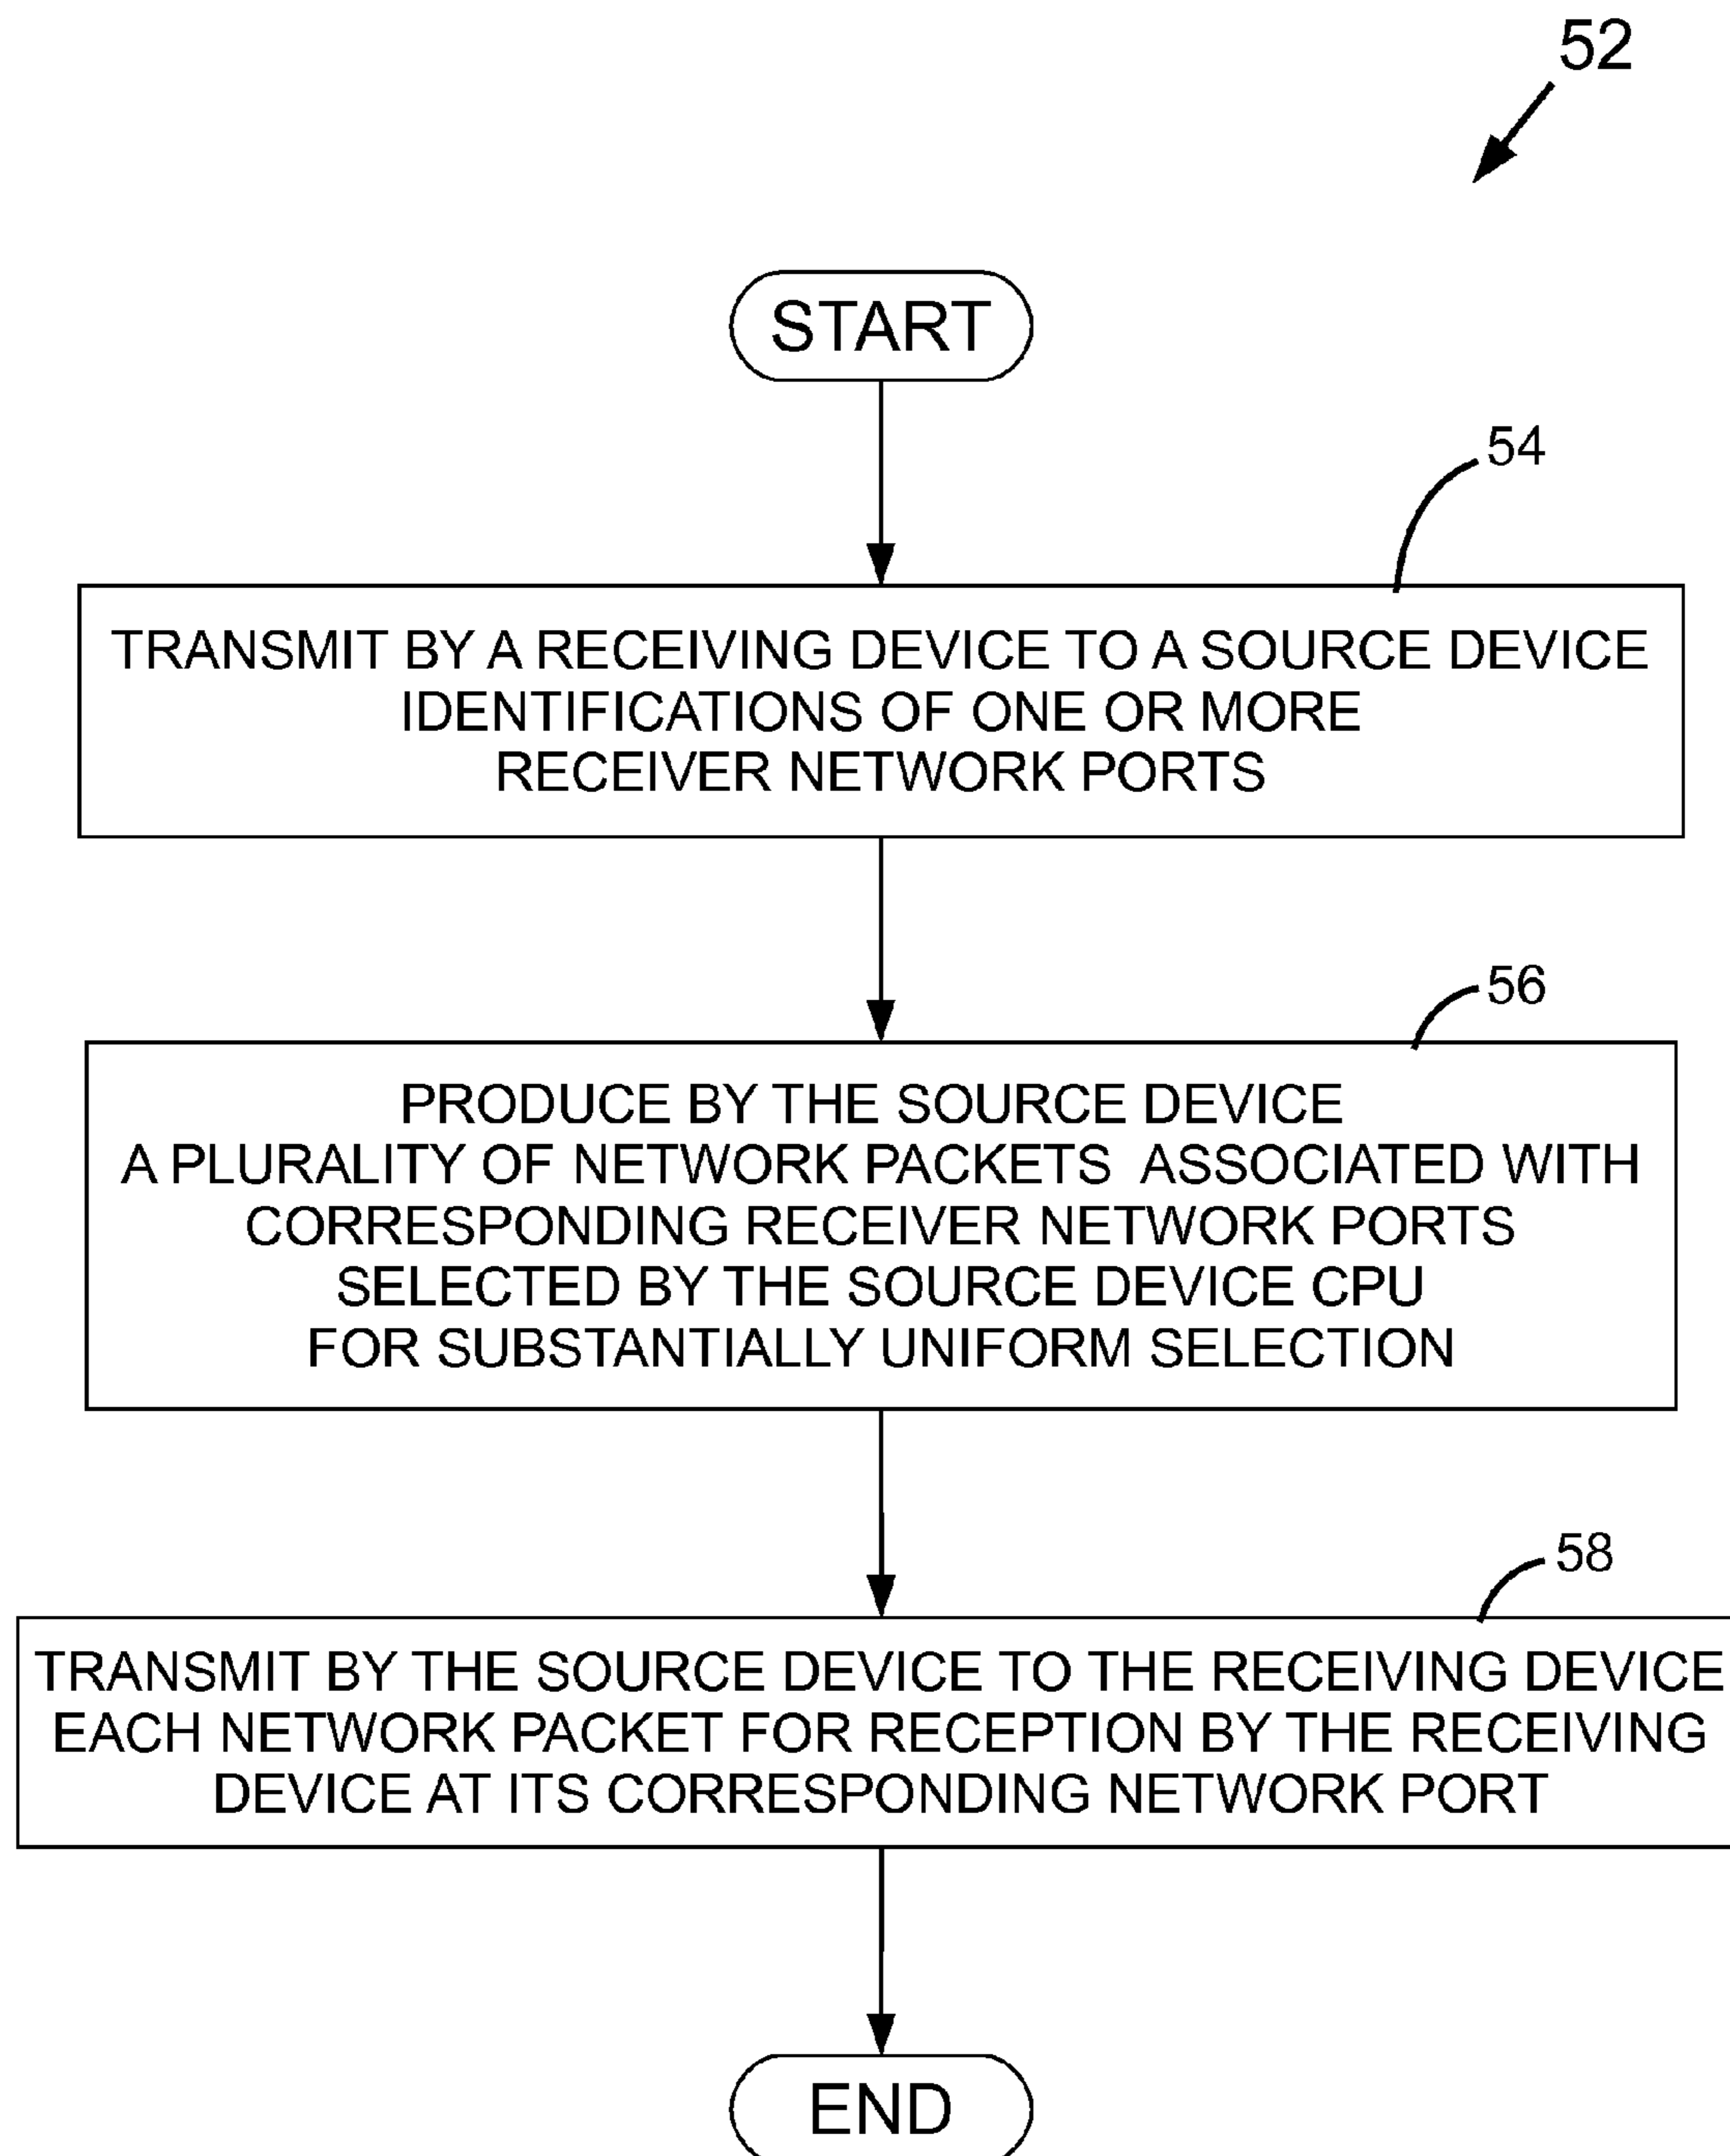 52
START
54
TRANSMIT BY A RECEIVING DEVICE TO A SOURCE DEVICE
IDENTIFICATIONS OF ONE OR MORE
RECEIVER NETWORK PORTS
56
PRODUCE BY THE SOURCE DEVICE
A PLURALITY OF NETWORK PACKETS ASSOCIATED WITH
CORRESPONDING RECEIVER NETWORK PORTS
SELECTED BY THE SOURCE DEVICE CPU
FOR SUBSTANTIALLY UNIFORM SELECTION
58
TRANSMIT BY THE SOURCE DEVICE TO THE RECEIVING DEVICE
EACH NETWORK PACKET FOR RECEPTION BY THE RECEIVING
DEVICE AT ITS CORRESPONDING NETWORK PORT
END